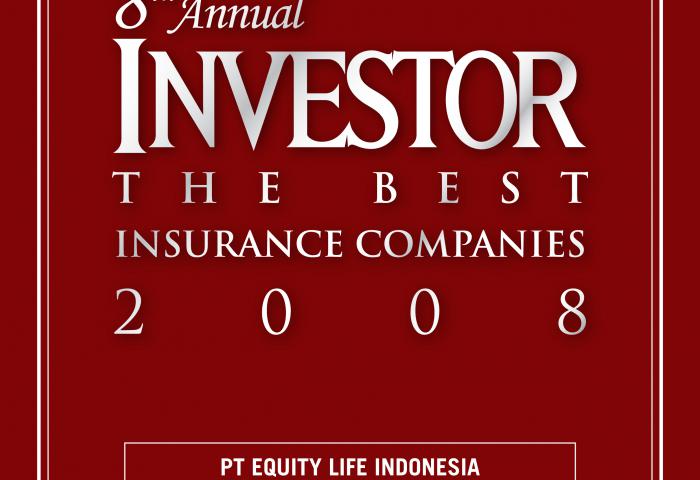 8th Annual
INVESTOR
THE BEST
INSURANCE COMPANIES
2008
PT EQUITY LIFE INDONESIA